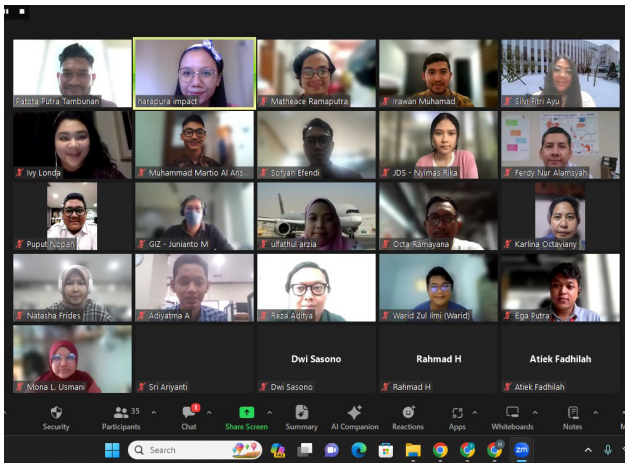 Patota Putra Tambunan
harapura impact
Matheace Ramaputra
Irawan Muhamad
Silvi Fitri Ayu
Ivy Londa
Muhammad Martio Al Ans...
Sofyan Efendi
JDS - Nyimas Rika
Ferdy Nur Alamsyah
Puput Nopan
GIZ - Junianto M
ulfathul arzia
Octa Ramayana
Karlina Octaviany
Natasha Frides
Adiyatma A
Reza Aditya
Warid Zul Ilmi (Warid)
Ega Putra
Dwi Sasono
Rahmad H
Atiek Fadhilah
Mona L. Usmani
Sri Ariyanti
Dwi Sasono
Rahmad H
Atiek Fadhilah
35
1
Security
Participants
Chat
Share Screen
Summary
AI Companion
Reactions
Apps
Whiteboards
Notes
Search
zm